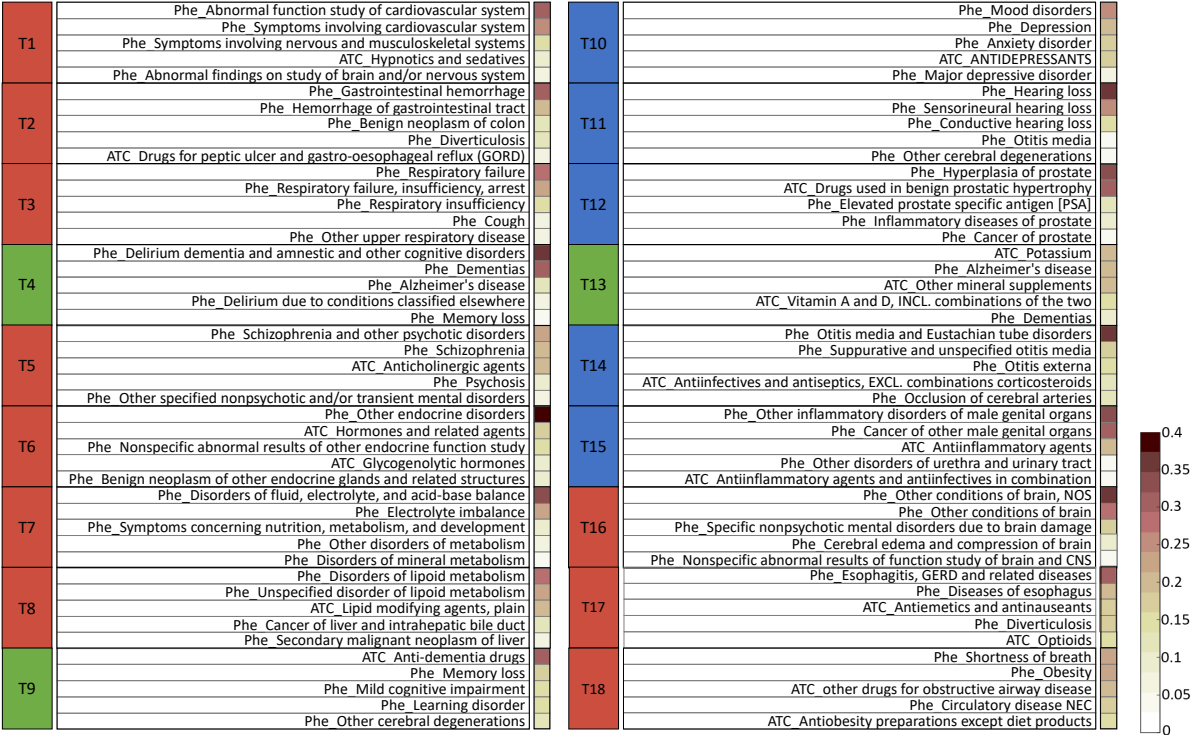 T1
Phe_Abnormal function study of cardiovascular system
Phe_Symptoms involving cardiovascular system
Phe_Symptoms involving nervous and musculoskeletal systems
ATC_Hypnotics and sedatives
Phe_Abnormal findings on study of brain and/or nervous system
T2
Phe_Gastrointestinal hemorrhage
Phe_Hemorrhage of gastrointestinal tract
Phe_Benign neoplasm of colon
Phe_Diverticulosis
ATC_Drugs for peptic ulcer and gastro-oesophageal reflux (GORD)
T3
Phe_Respiratory failure
Phe_Respiratory failure, insufficiency, arrest
Phe_Respiratory insufficiency
Phe_Cough
Phe_Other upper respiratory disease
T4
Phe_Delirium dementia and amnestic and other cognitive disorders
Phe_Dementias
Phe_Alzheimer's disease
Phe_Delirium due to conditions classified elsewhere
Phe_Memory loss
T5
Phe_Schizophrenia and other psychotic disorders
Phe_Schizophrenia
ATC_Anticholinergic agents
Phe_Psychosis
Phe_Other specified nonpsychotic and/or transient mental disorders
T6
Phe_Other endocrine disorders
ATC_Hormones and related agents
Phe_Nonspecific abnormal results of other endocrine function study
ATC_Glycogenolytic hormones
Phe_Benign neoplasm of other endocrine glands and related structures
T7
Phe_Disorders of fluid, electrolyte, and acid-base balance
Phe_Electrolyte imbalance
Phe_Symptoms concerning nutrition, metabolism, and development
Phe_Other disorders of metabolism
Phe_Disorders of mineral metabolism
T8
Phe_Disorders of lipoid metabolism
Phe_Unspecified disorder of lipoid metabolism
ATC_Lipid modifying agents, plain
Phe_Cancer of liver and intrahepatic bile duct
Phe_Secondary malignant neoplasm of liver
T9
ATC_Anti-dementia drugs
Phe_Memory loss
Phe_Mild cognitive impairment
Phe_Learning disorder
Phe_Other cerebral degenerations
T10
Phe_Mood disorders
Phe_Depression
Phe_Anxiety disorder
ATC_ANTIDEPRESSANTS
Phe_Major depressive disorder
T11
Phe_Hearing loss
Phe_Sensorineural hearing loss
Phe_Conductive hearing loss
Phe_Otitis media
Phe_Other cerebral degenerations
T12
Phe_Hyperplasia of prostate
ATC_Drugs used in benign prostatic hypertrophy
Phe_Elevated prostate specific antigen [PSA]
Phe_Inflammatory diseases of prostate
Phe_Cancer of prostate
T13
ATC_Potassium
Phe_Alzheimer's disease
ATC_Other mineral supplements
ATC_Vitamin A and D, INCL. combinations of the two
Phe_Dementias
T14
Phe_Otitis media and Eustachian tube disorders
Phe_Suppurative and unspecified otitis media
Phe_Otitis externa
ATC_Antiinfectives and antiseptics, EXCL. combinations corticosteroids
Phe_Occlusion of cerebral arteries
T15
Phe_Other inflammatory disorders of male genital organs
Phe_Cancer of other male genital organs
ATC_Antiinflammatory agents
Phe_Other disorders of urethra and urinary tract
ATC_Antiinflammatory agents and antiinfectives in combination
T16
Phe_Other conditions of brain, NOS
Phe_Other conditions of brain
Phe_Specific nonpsychotic mental disorders due to brain damage
Phe_Cerebral edema and compression of brain
Phe_Nonspecific abnormal results of function study of brain and CNS
T17
Phe_Esophagitis, GERD and related diseases
Phe_Diseases of esophagus
ATC_Antiemetics and antinauseants
Phe_Diverticulosis
ATC_Optioids
T18
Phe_Shortness of breath
Phe_Obesity
ATC_other drugs for obstructive airway disease
Phe_Circulatory disease NEC
ATC_Antiobesity preparations except diet products
0.4
0.35
0.3
0.25
0.2
0.15
0.1
0.05
0